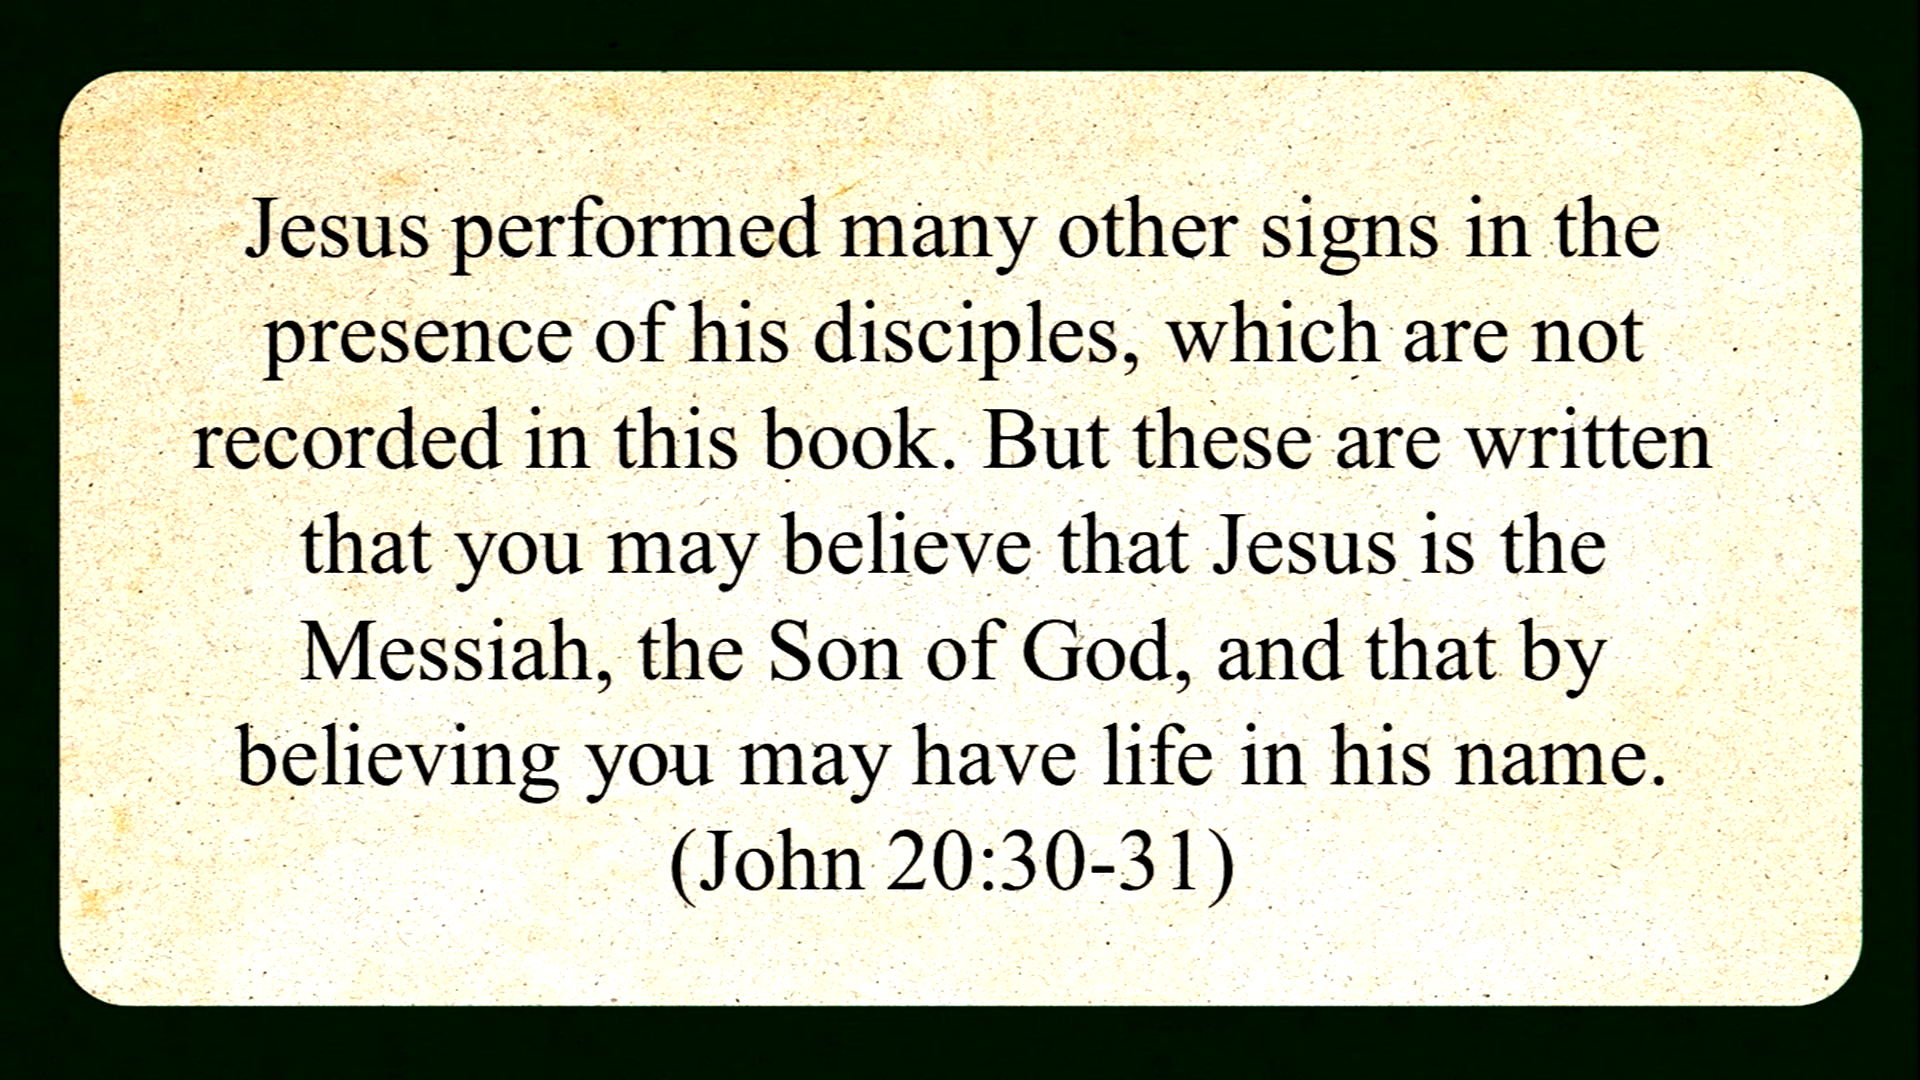 Jesus performed many other signs in the
presence of his disciples, which are not
recorded in this book. But these are written
that you may believe that Jesus is the
Messiah, the Son of God, and that by
believing you may have life in his name.
(John 20:30-31)